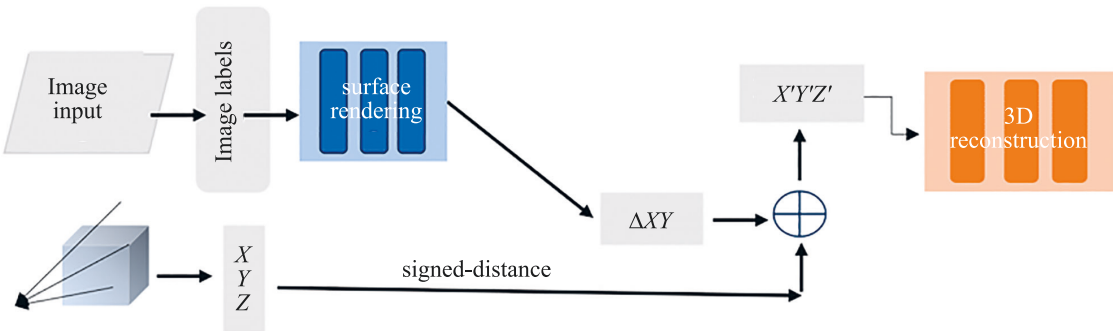 Image
input
Image labels
surface
rendering
X'Y'Z'
3D
reconstruction
ΔXY
X
Y
Z
signed-distance